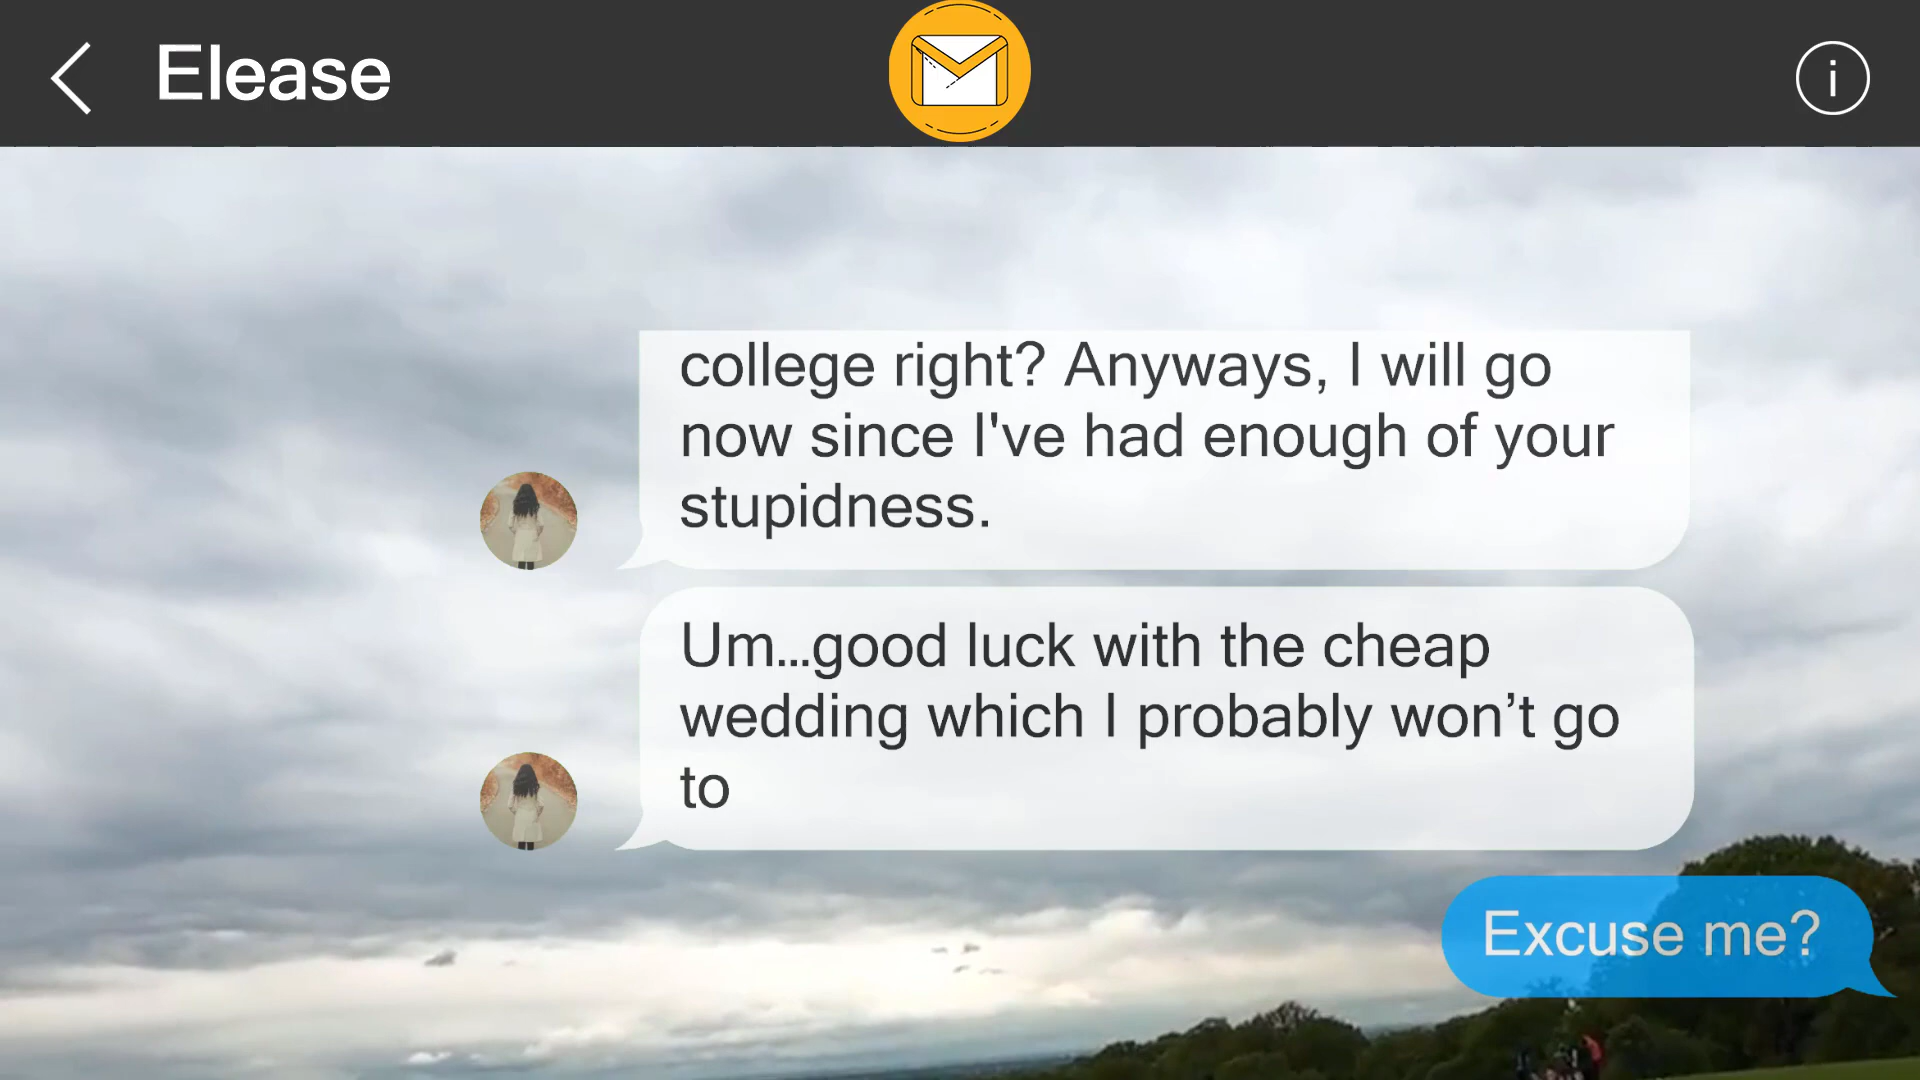 Elease
i
college right? Anyways, I will go
now since I've had enough of your
stupidness.
Um...good luck with the cheap
wedding which I probably won’t go
to
Excuse me?